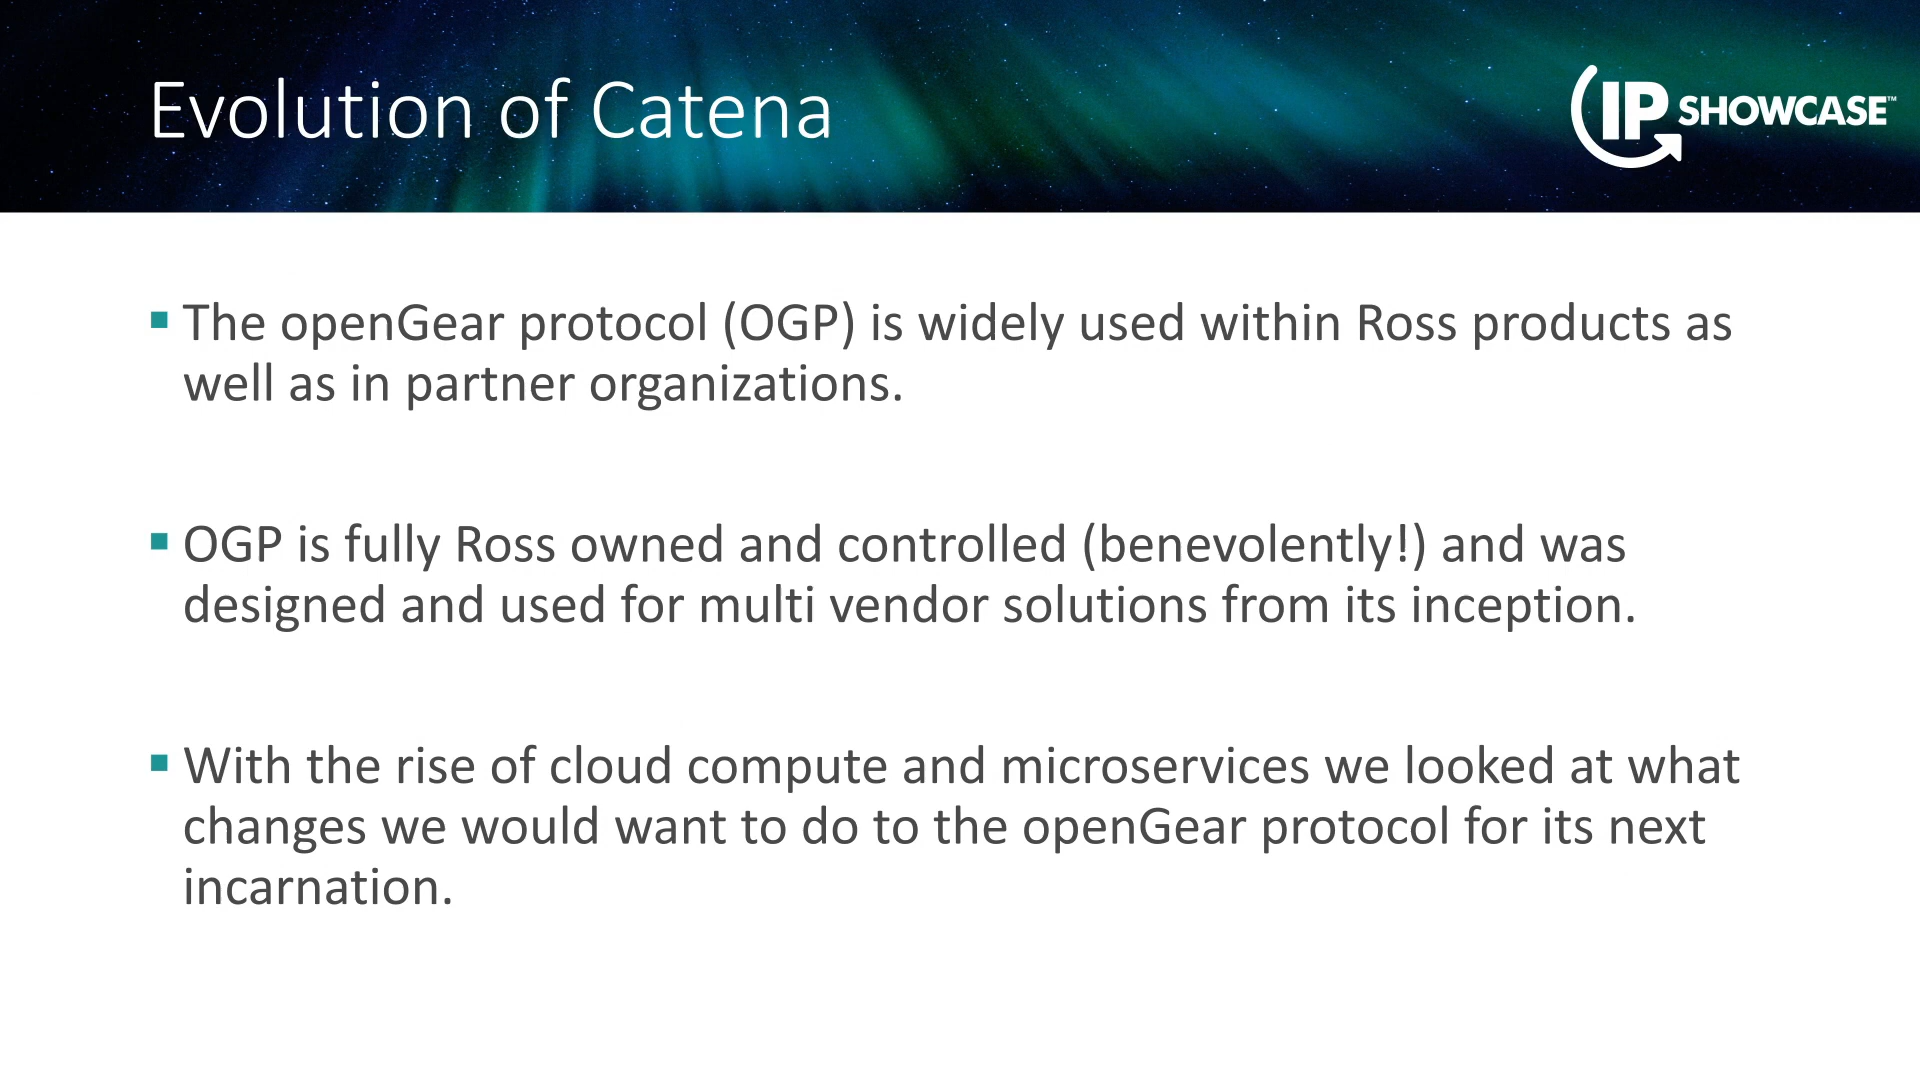 Evolution of Catena
IP SHOWCASE™
▪ The openGear protocol (OGP) is widely used within Ross products as
well as in partner organizations.
▪ OGP is fully Ross owned and controlled (benevolently!) and was
designed and used for multi vendor solutions from its inception.
▪ With the rise of cloud compute and microservices we looked at what
changes we would want to do to the openGear protocol for its next
incarnation.